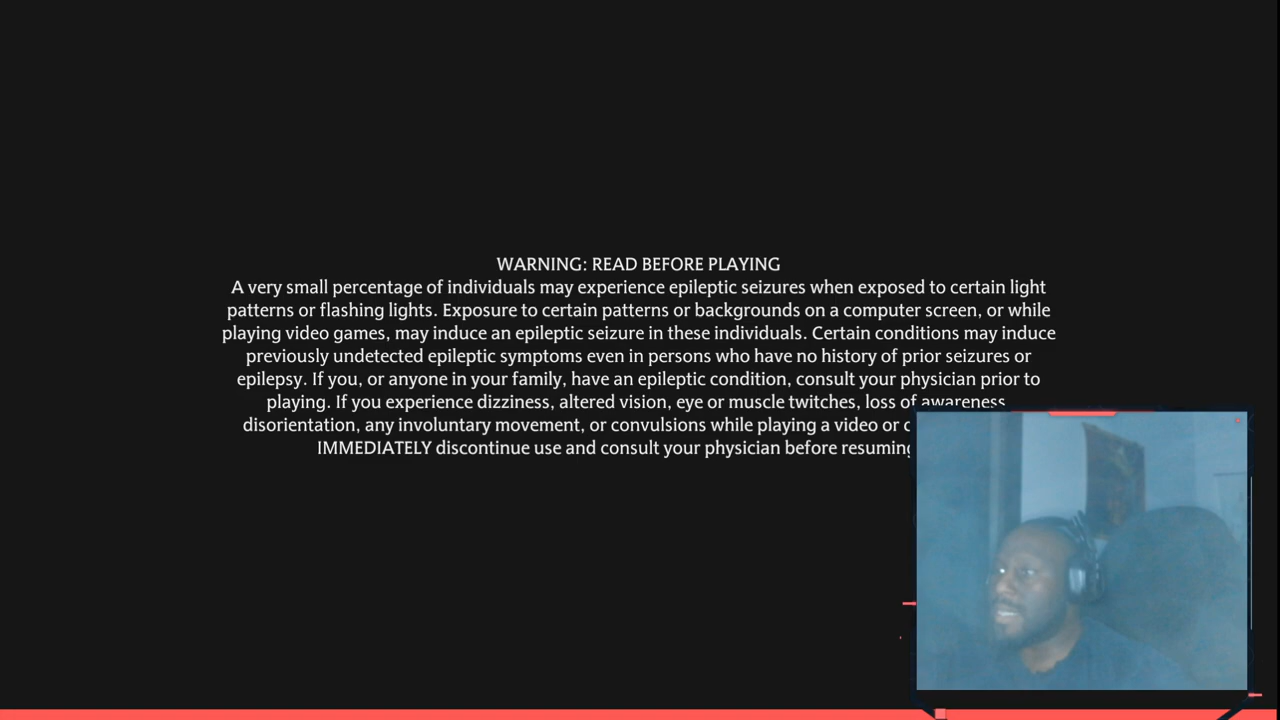 WARNING: READ BEFORE PLAYING
A very small percentage of individuals may experience epileptic seizures when exposed to certain light
patterns or flashing lights. Exposure to certain patterns or backgrounds on a computer screen, or while
playing video games, may induce an epileptic seizure in these individuals. Certain conditions may induce
previously undetected epileptic symptoms even in persons who have no history of prior seizures or
epilepsy. If you, or anyone in your family, have an epileptic condition, consult your physician prior to
playing. If you experience dizziness, altered vision, eye or muscle twitches, loss of awareness
disorientation, any involuntary movement, or convulsions while playing a video or
IMMEDIATELY discontinue use and consult your physician before resuming